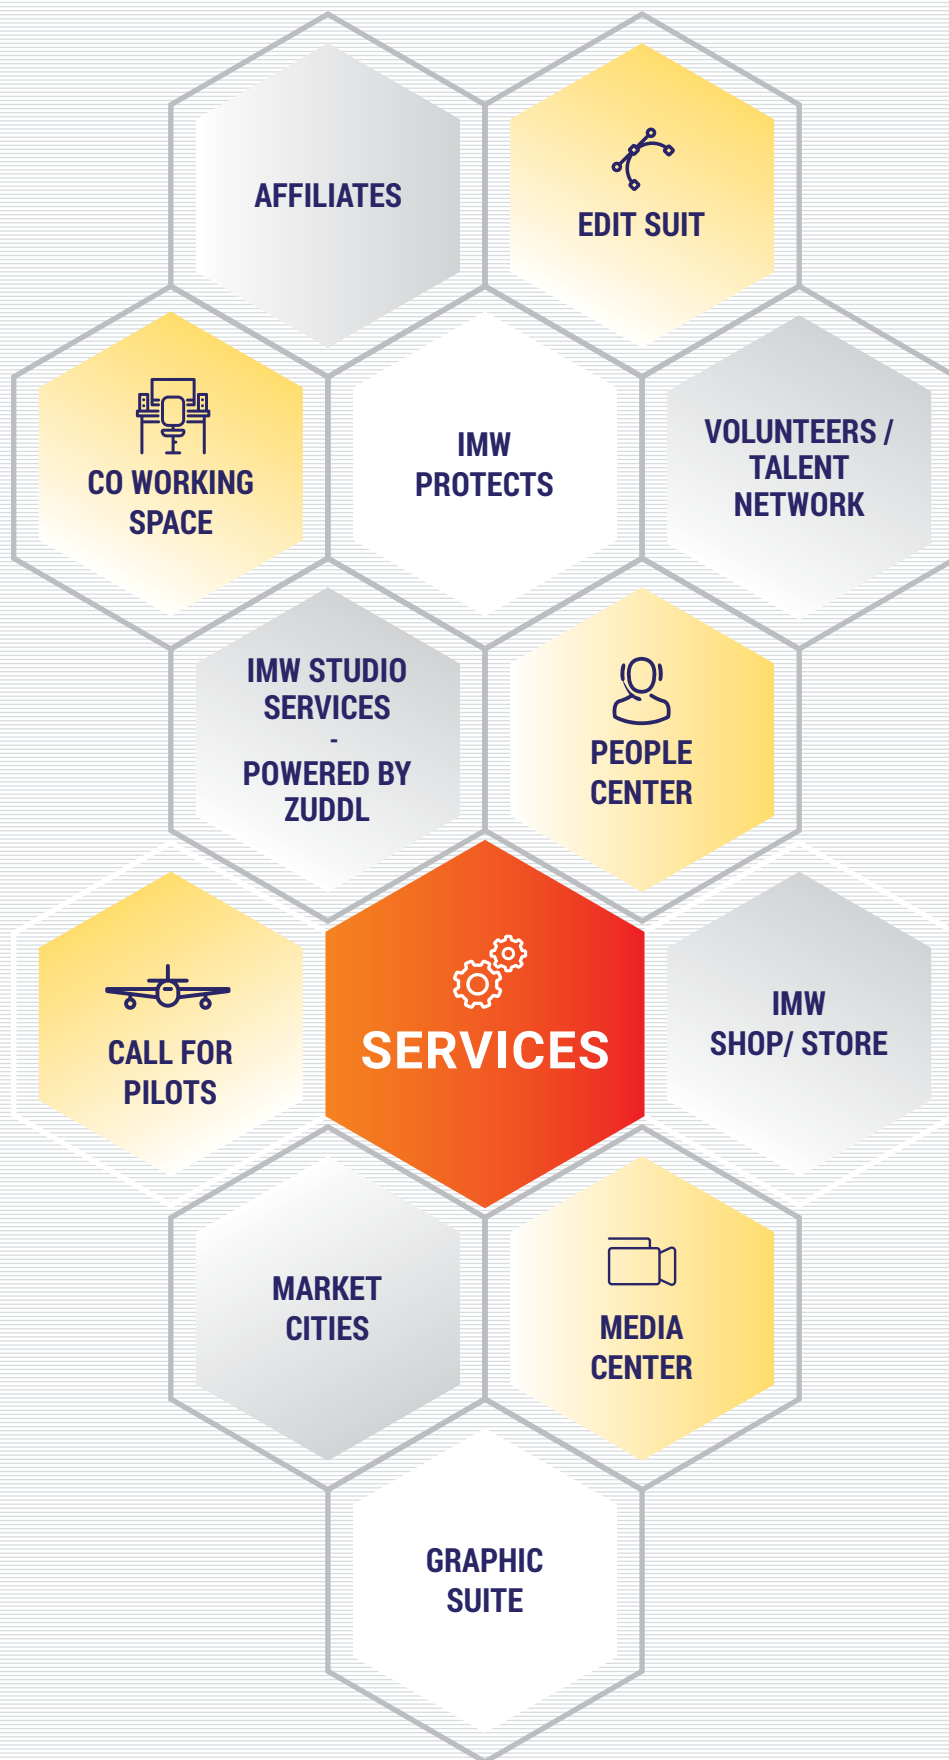 AFFILIATES
EDIT SUIT
CO WORKING
SPACE
IMW
PROTECTS
VOLUNTEERS /
TALENT
NETWORK
IMW STUDIO
SERVICES
-
POWERED BY
ZUDDL
PEOPLE
CENTER
CALL FOR
PILOTS
SERVICES
IMW
SHOP/ STORE
MARKET
CITIES
MEDIA
CENTER
GRAPHIC
SUITE